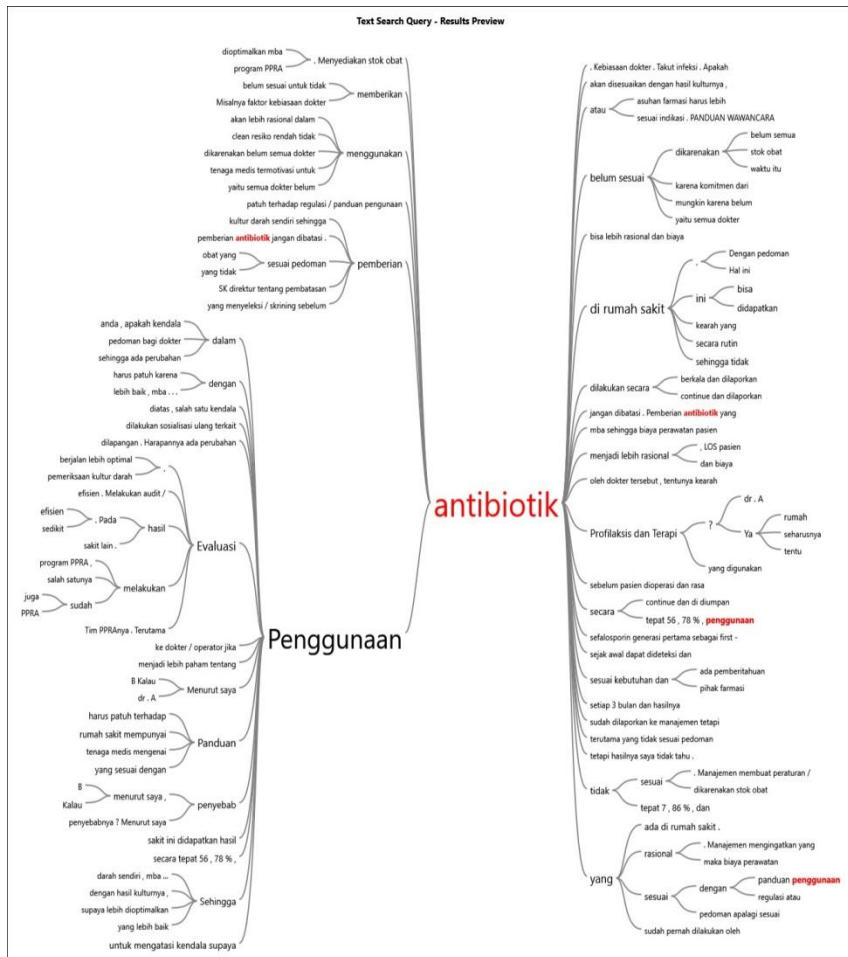 Text Search Query - Results Preview
dioptimalkan mba
program PPRA
. Menyediakan stok obat
belum sesuai untuk tidak
Misalnya faktor kebiasaan dokter
memberikan
akan lebih rasional dalam
clean resiko rendah tidak
dikarenakan belum semua dokter
tenaga medis termotivasi untuk
yaitu semua dokter belum
menggunakan
patuh terhadap regulasi / panduan pengunaan
kultur darah sendiri sehingga
pemberian antibiotik jangan dibatasi .
obat yang
yang tidak
sesuai pedoman
SK direktur tentang pembatasan
yang menyeleksi / skrining sebelum
pemberian
anda , apakah kendala
pedoman bagi dokter
sehingga ada perubahan
dalam
harus patuh karena
lebih baik , mba . . .
dengan
diatas , salah satu kendala
dilakukan sosialisasi ulang terkait
dilapangan . Harapannya ada perubahan
berjalan lebih optimal
pemeriksaan kultur darah
.
efisien . Melakukan audit /
efisien
sedikit
. Pada
sakit lain .
hasil
program PPRA ,
salah satunya
juga
PPRA
sudah
melakukan
Tim PPRAnya . Terutama
Evaluasi
ke dokter / operator jika
menjadi lebih paham tentang
B Kalau
dr . A
Menurut saya
harus patuh terhadap
rumah sakit mempunyai
tenaga medis mengenai
yang sesuai dengan
Panduan
B
Kalau
menurut saya ,
penyebabnya ? Menurut saya
penyebab
sakit ini didapatkan hasil
secara tepat 56 , 78 % ,
darah sendiri , mba ...
dengan hasil kulturnya ,
supaya lebih dioptimalkan
yang lebih baik
Sehingga
untuk mengatasi kendala supaya
Penggunaan
antibiotik
. Kebiasaan dokter . Takut infeksi . Apakah
akan disesuaikan dengan hasil kulturnya ,
atau
asuhan farmasi harus lebih
sesuai indikasi . PANDUAN WAWANCARA
belum sesuai
dikarenakan
belum semua
stok obat
waktu itu
karena komitmen dari
mungkin karena belum
yaitu semua dokter
bisa lebih rasional dan biaya
di rumah sakit
.
Dengan pedoman
Hal ini
ini
bisa
didapatkan
kearah yang
secara rutin
sehingga tidak
dilakukan secara
berkala dan dilaporkan
continue dan dilaporkan
jangan dibatasi . Pemberian antibiotik yang
mba sehingga biaya perawatan pasien
menjadi lebih rasional
, LOS pasien
dan biaya
oleh dokter tersebut , tentunya kearah
Profilaksis dan Terapi
?
dr . A
Ya
rumah
seharusnya
tentu
yang digunakan
sebelum pasien dioperasi dan rasa
secara
continue dan di diumpan
tepat 56 , 78 % , penggunaan
sefalosporin generasi pertama sebagai first -
sejak awal dapat dideteksi dan
sesuai kebutuhan dan
ada pemberitahuan
pihak farmasi
setiap 3 bulan dan hasilnya
sudah dilaporkan ke manajemen tetapi
terutama yang tidak sesuai pedoman
tetapi hasilnya saya tidak tahu .
tidak
sesuai
. Manajemen membuat peraturan /
dikarenakan stok obat
tepat 7 , 86 % , dan
yang
ada di rumah sakit .
rasional
. Manajemen mengingatkan yang
maka biaya perawatan
sesuai
dengan
panduan penggunaan
regulasi atau
pedoman apalagi sesuai
sudah pernah dilakukan oleh